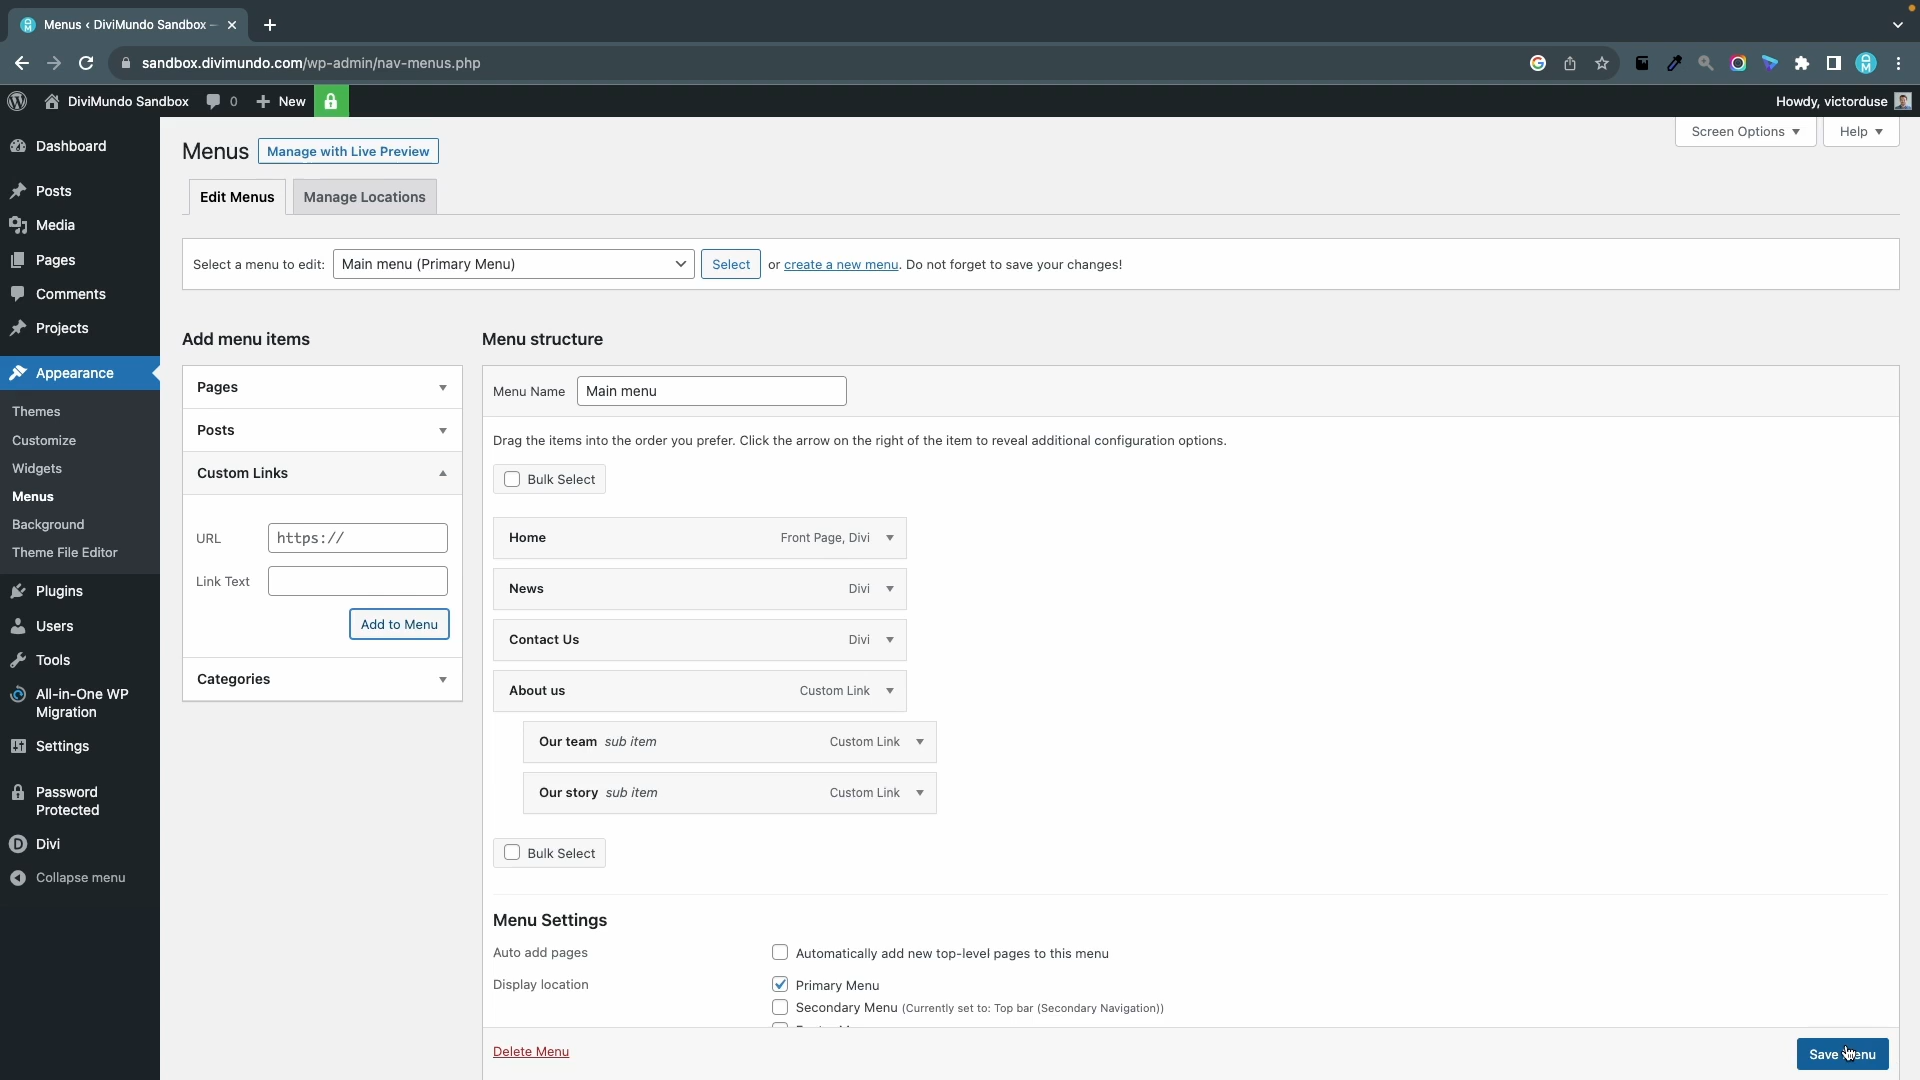 Menus ‹ DiviMundo Sandbox –
sandbox.divimundo.com/wp-admin/nav-menus.php
DiviMundo Sandbox 0 New
Howdy, victorduse
Screen Options
Help
Dashboard
Posts
Media
Pages
Comments
Projects
Appearance
Themes
Customize
Widgets
Menus
Background
Theme File Editor
Plugins
Users
Tools
All-in-One WP
Migration
Settings
Password
Protected
Divi
Collapse menu
Menus Manage with Live Preview
Edit Menus Manage Locations
Select a menu to edit: Main menu (Primary Menu) Select or create a new menu. Do not forget to save your changes!
Add menu items
Pages
Posts
Custom Links
URL https://
Link Text
Add to Menu
Categories
Menu structure
Menu Name Main menu
Drag the items into the order you prefer. Click the arrow on the right of the item to reveal additional configuration options.
Bulk Select
Home Front Page, Divi
News Divi
Contact Us Divi
About us Custom Link
Our team sub item Custom Link
Our story sub item Custom Link
Bulk Select
Menu Settings
Auto add pages Automatically add new top-level pages to this menu
Display location Primary Menu
Secondary Menu (Currently set to: Top bar (Secondary Navigation))
Delete Menu
Save Menu